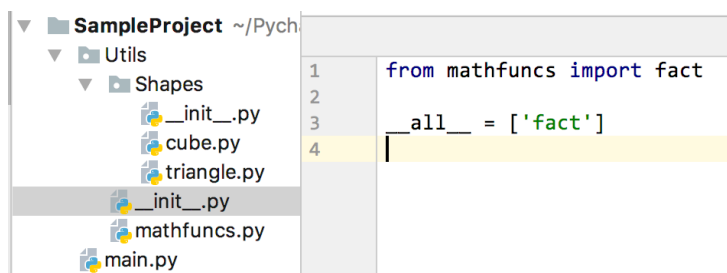 SampleProject ~/Pycha
Utils
Shapes
__init__.py
cube.py
triangle.py
__init__.py
mathfuncs.py
main.py
1 from mathfuncs import fact
2
3 __all__ = ['fact']
4